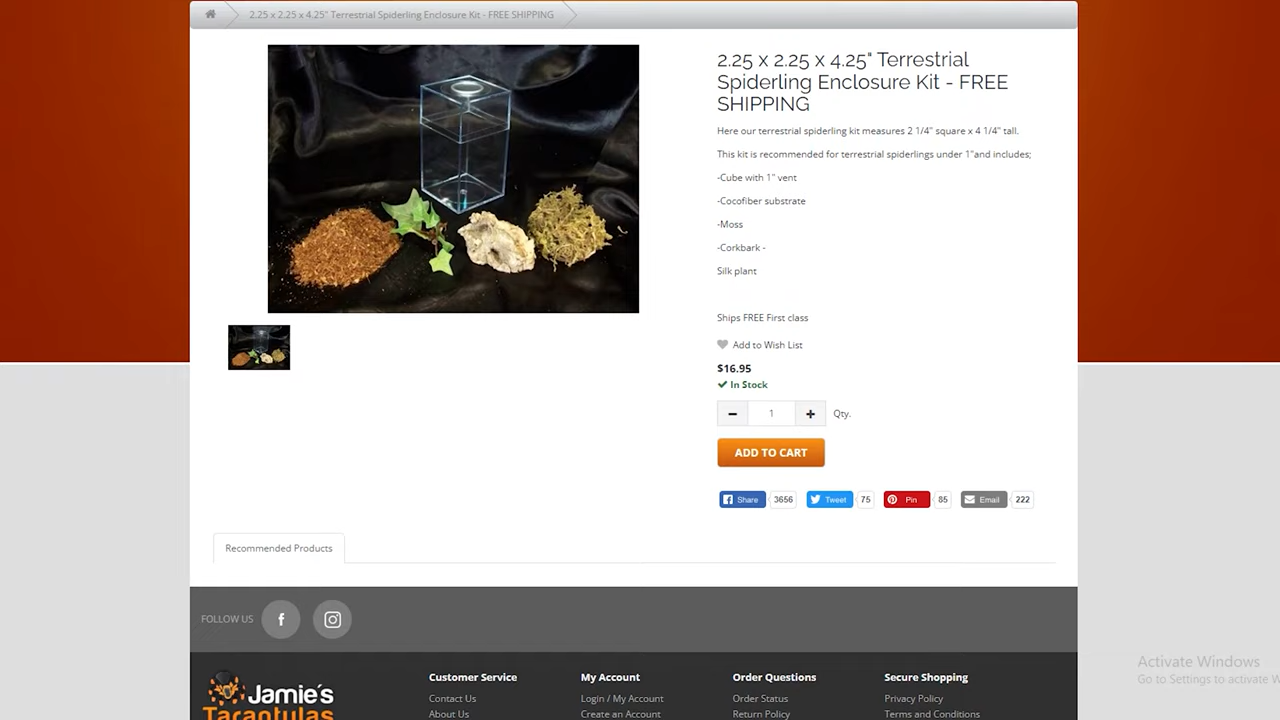 2.25 x 2.25 x 4.25" Terrestrial Spiderling Enclosure Kit - FREE SHIPPING
2.25 x 2.25 x 4.25" Terrestrial
Spiderling Enclosure Kit - FREE
SHIPPING
Here our terrestrial spiderling kit measures 2 1/4" square x 4 1/4" tall.
This kit is recommended for terrestrial spiderlings under 1"and includes;
-Cube with 1" vent
-Cocofiber substrate
-Moss
-Corkbark -
Silk plant
Ships FREE First class
Add to Wish List
$16.95
In Stock
1 Qty.
ADD TO CART
Share 3656 Tweet 75 Pin 85 Email 222
Recommended Products
FOLLOW US
Jamie's
Tarantulas
Customer Service
Contact Us
About Us
My Account
Login / My Account
Create an Account
Order Questions
Order Status
Return Policy
Secure Shopping
Privacy Policy
Terms and Conditions
Activate Windows
Go to Settings to activate W